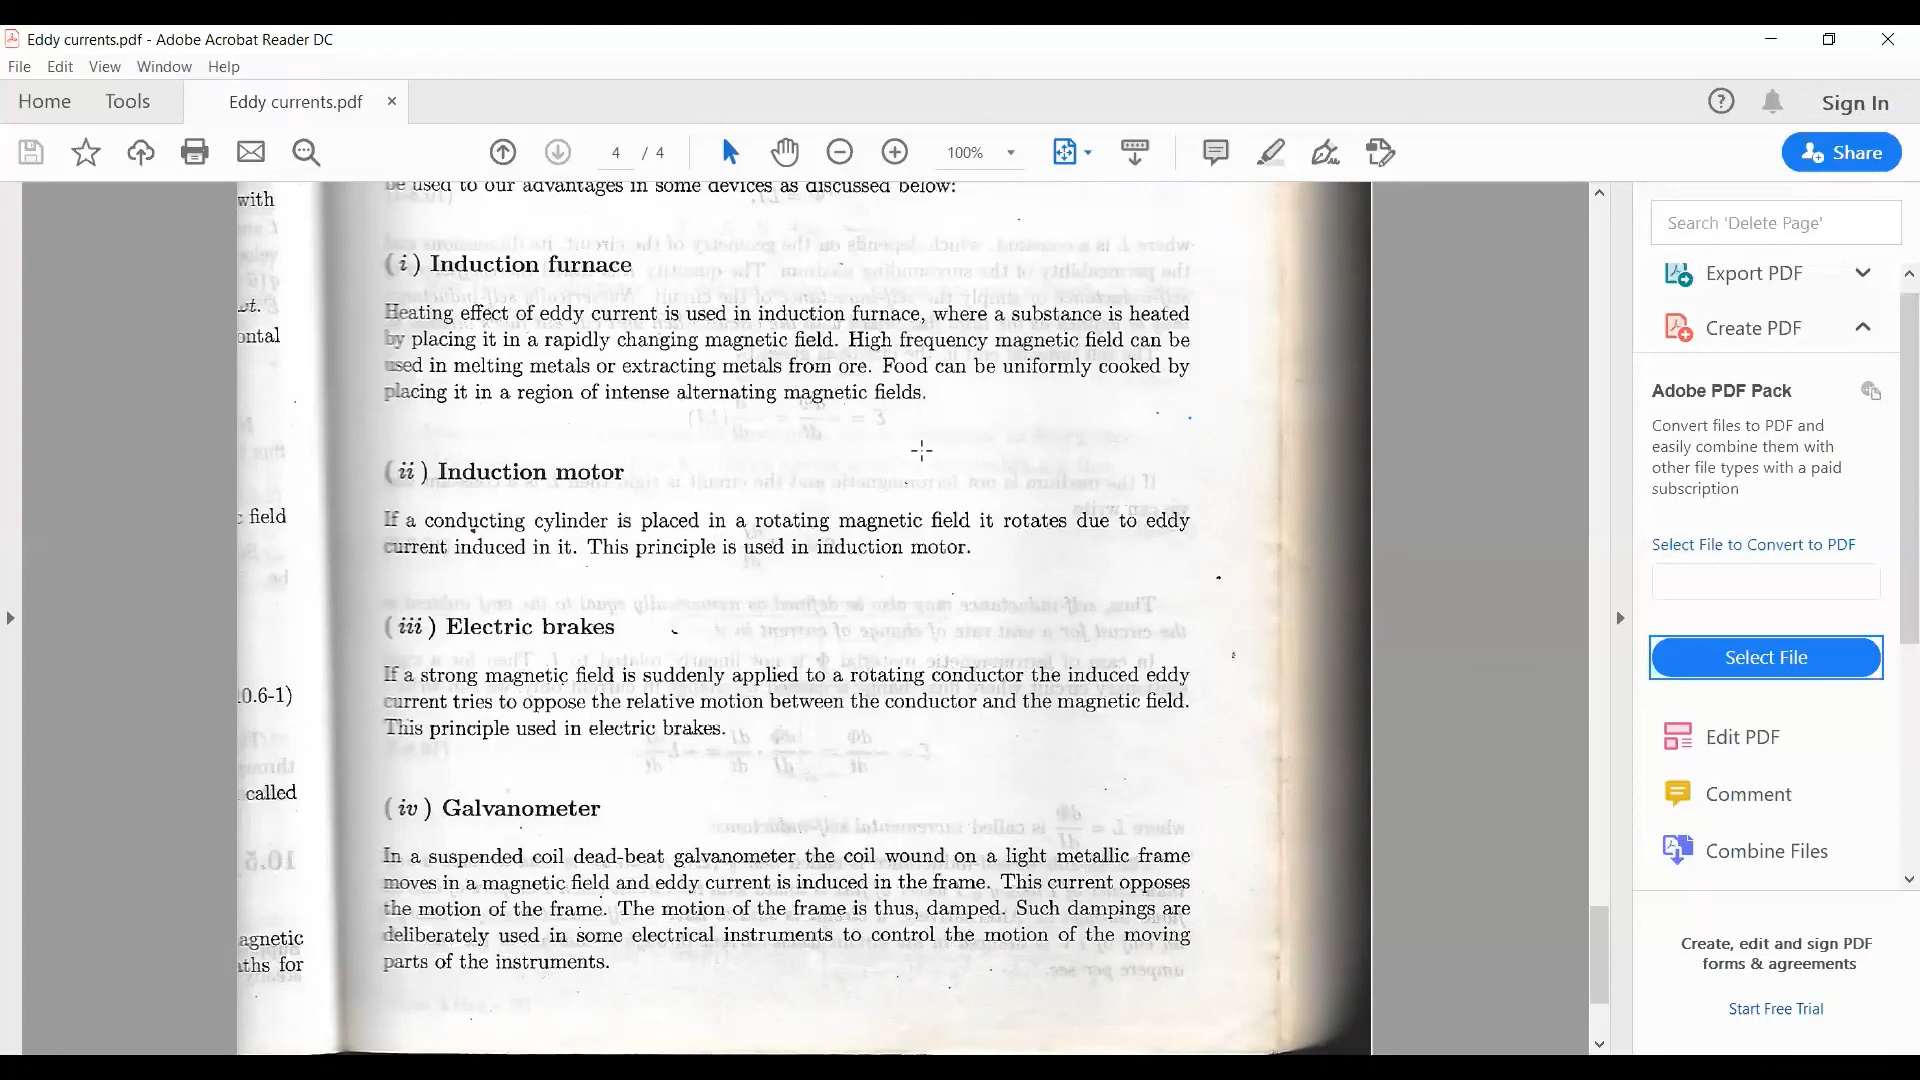 Eddy currents.pdf - Adobe Acrobat Reader DC
File Edit View Window Help
Home Tools Eddy currents.pdf × Sign In
4 / 4 100% Share
be used to our advantages in some devices as discussed below:
(i) Induction furnace
Heating effect of eddy current is used in induction furnace, where a substance is heated
by placing it in a rapidly changing magnetic field. High frequency magnetic field can be
used in melting metals or extracting metals from ore. Food can be uniformly cooked by
placing it in a region of intense alternating magnetic fields.
(ii) Induction motor
If a conducting cylinder is placed in a rotating magnetic field it rotates due to eddy
current induced in it. This principle is used in induction motor.
(iii) Electric brakes
If a strong magnetic field is suddenly applied to a rotating conductor the induced eddy
current tries to oppose the relative motion between the conductor and the magnetic field.
This principle used in electric brakes.
(iv) Galvanometer
In a suspended coil dead-beat galvanometer the coil wound on a light metallic frame
moves in a magnetic field and eddy current is induced in the frame. This current opposes
the motion of the frame. The motion of the frame is thus, damped. Such dampings are
deliberately used in some electrical instruments to control the motion of the moving
parts of the instruments.
with
ontal
field
0.6-1)
called
agnetic
ths for
Search 'Delete Page'
Export PDF
Create PDF
Adobe PDF Pack
Convert files to PDF and
easily combine them with
other file types with a paid
subscription
Select File to Convert to PDF
Select File
Edit PDF
Comment
Combine Files
Create, edit and sign PDF
forms & agreements
Start Free Trial